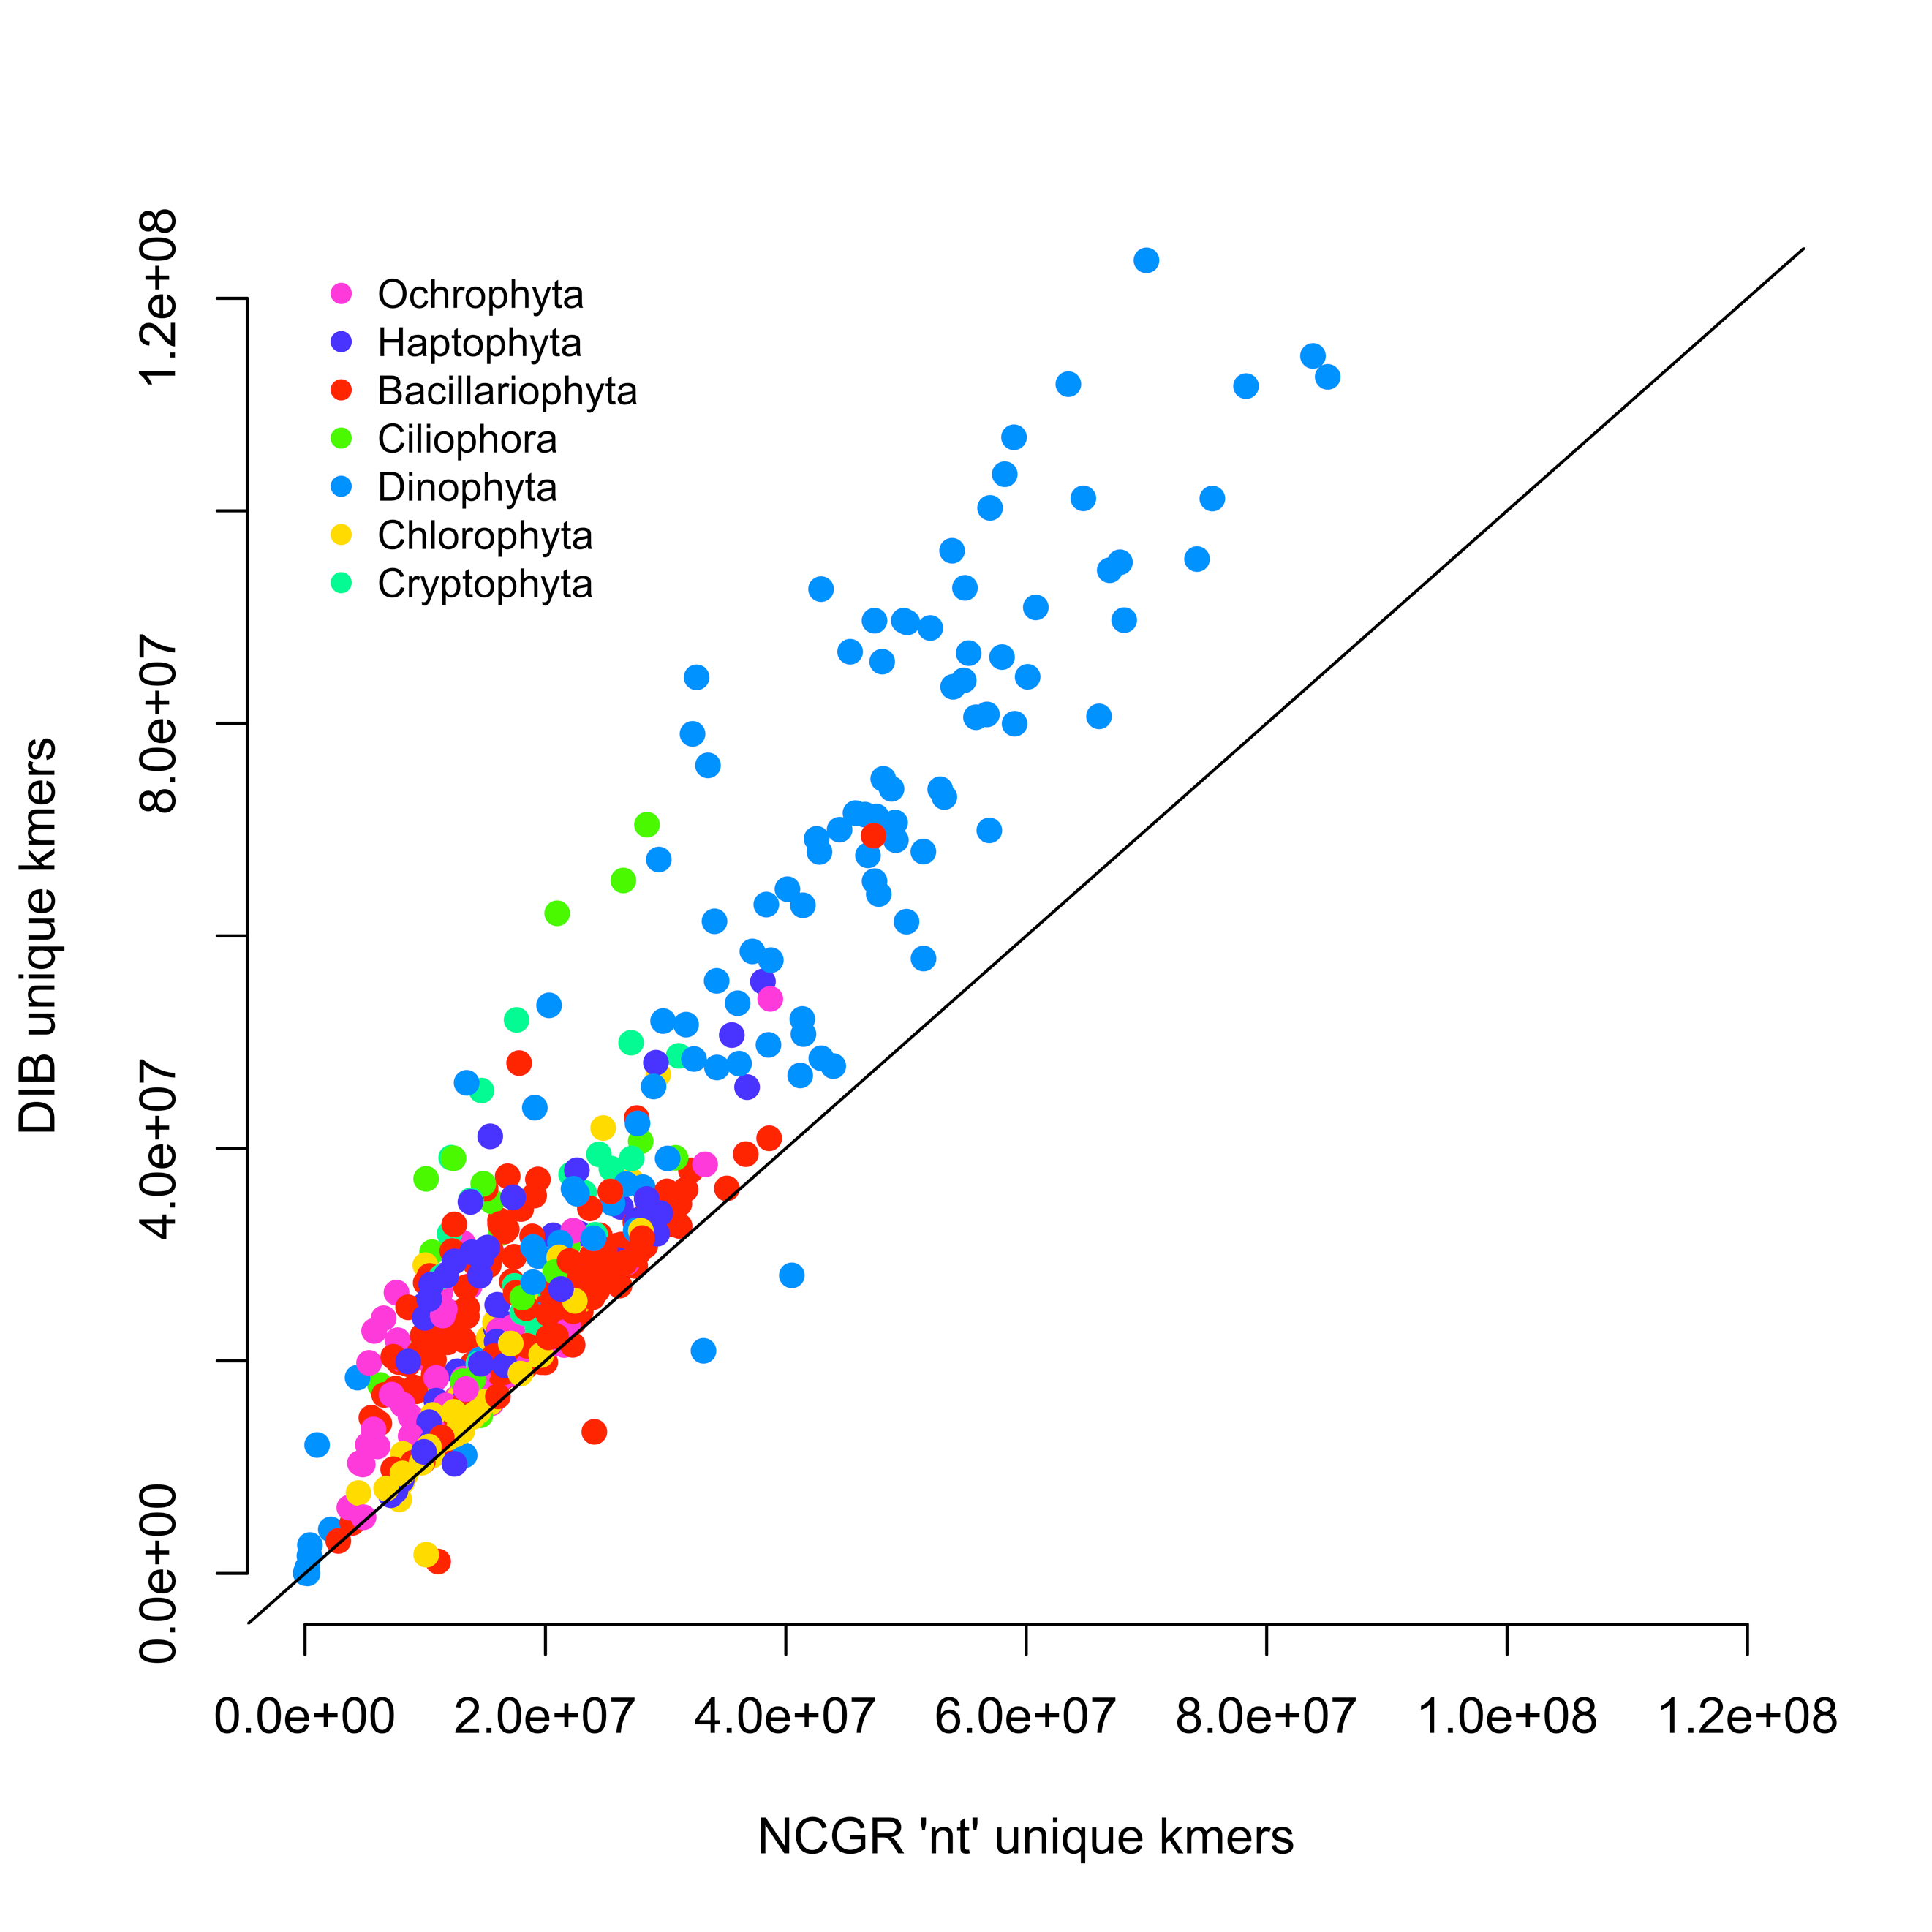 Ochrophyta
Haptophyta
Bacillariophyta
Ciliophora
Dinophyta
Chlorophyta
Cryptophyta
DIB unique kmers
0.0e+00
4.0e+07
8.0e+07
1.2e+08
0.0e+00
2.0e+07
4.0e+07
6.0e+07
8.0e+07
1.0e+08
1.2e+08
NCGR 'nt' unique kmers